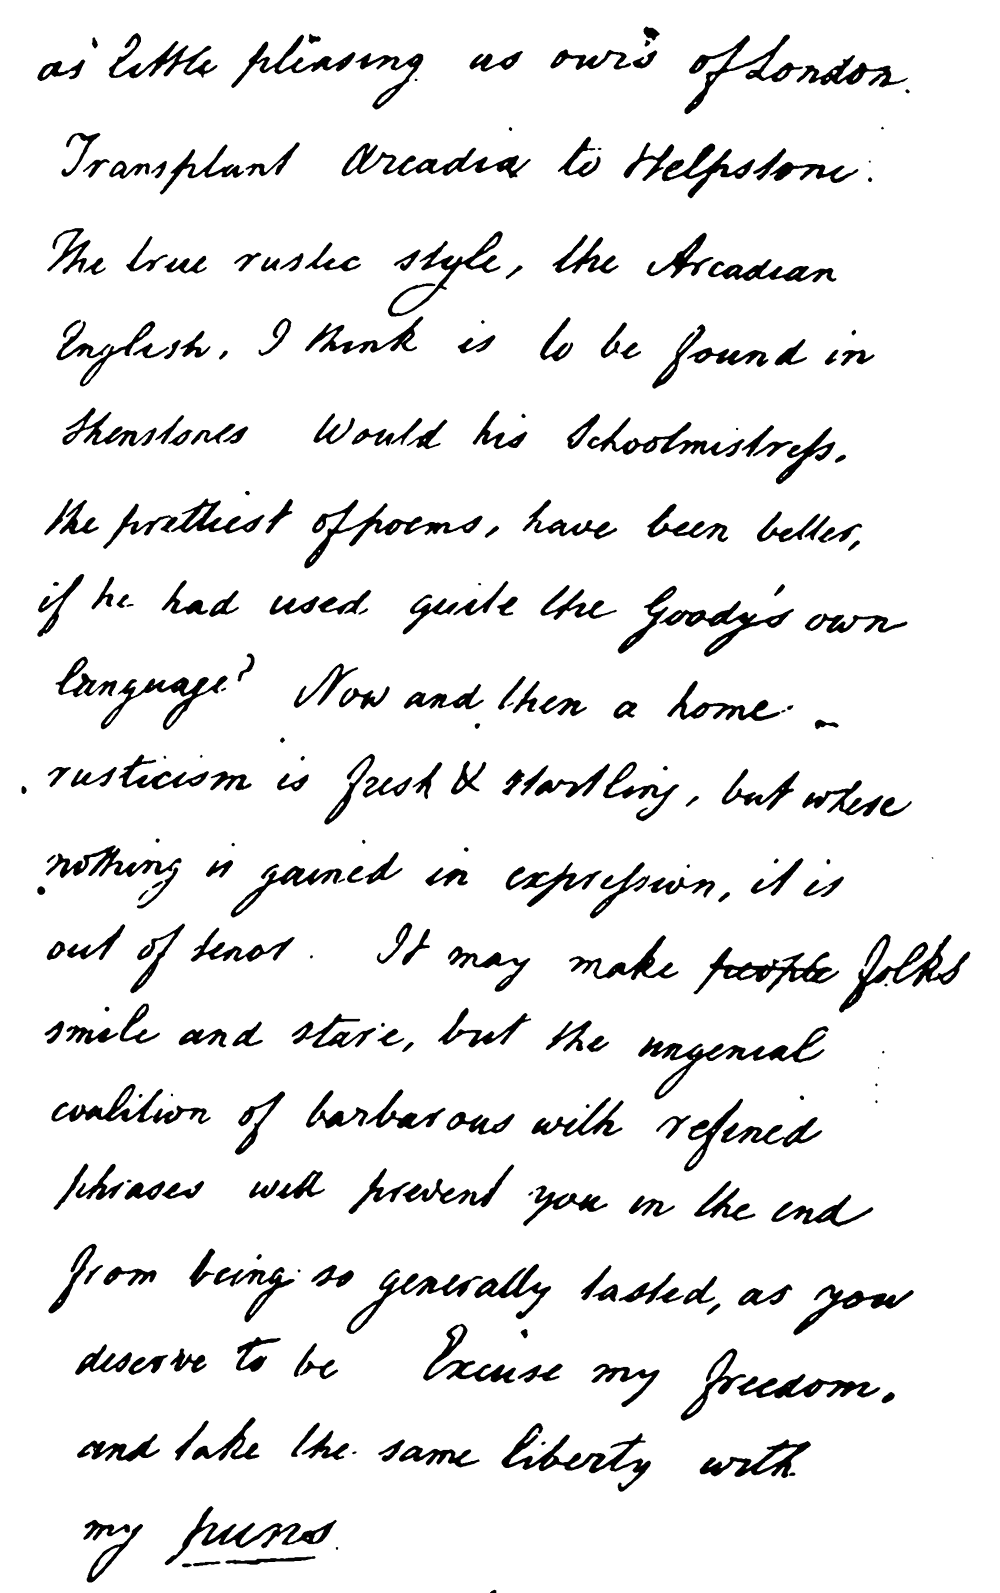 as little pleasing as ours of London.
Transplant Arcadia to Helpstone.
The true rustic style, the Arcadian
English, I think is to be found in
Shenstones Would his Schoolmistress,
the prettiest of poems, have been better,
if he had used quite the Goody's own
language? Now and then a home
rusticism is fresh & startling, but where
nothing is gained in expression, it is
out of tenor. It may make people folks
smile and stare, but the ungenial
coalition of barbarous with refined
phrases will prevent you in the end
from being so generally tasted, as you
deserve to be Excuse my freedom,
and take the same liberty with
my puns.